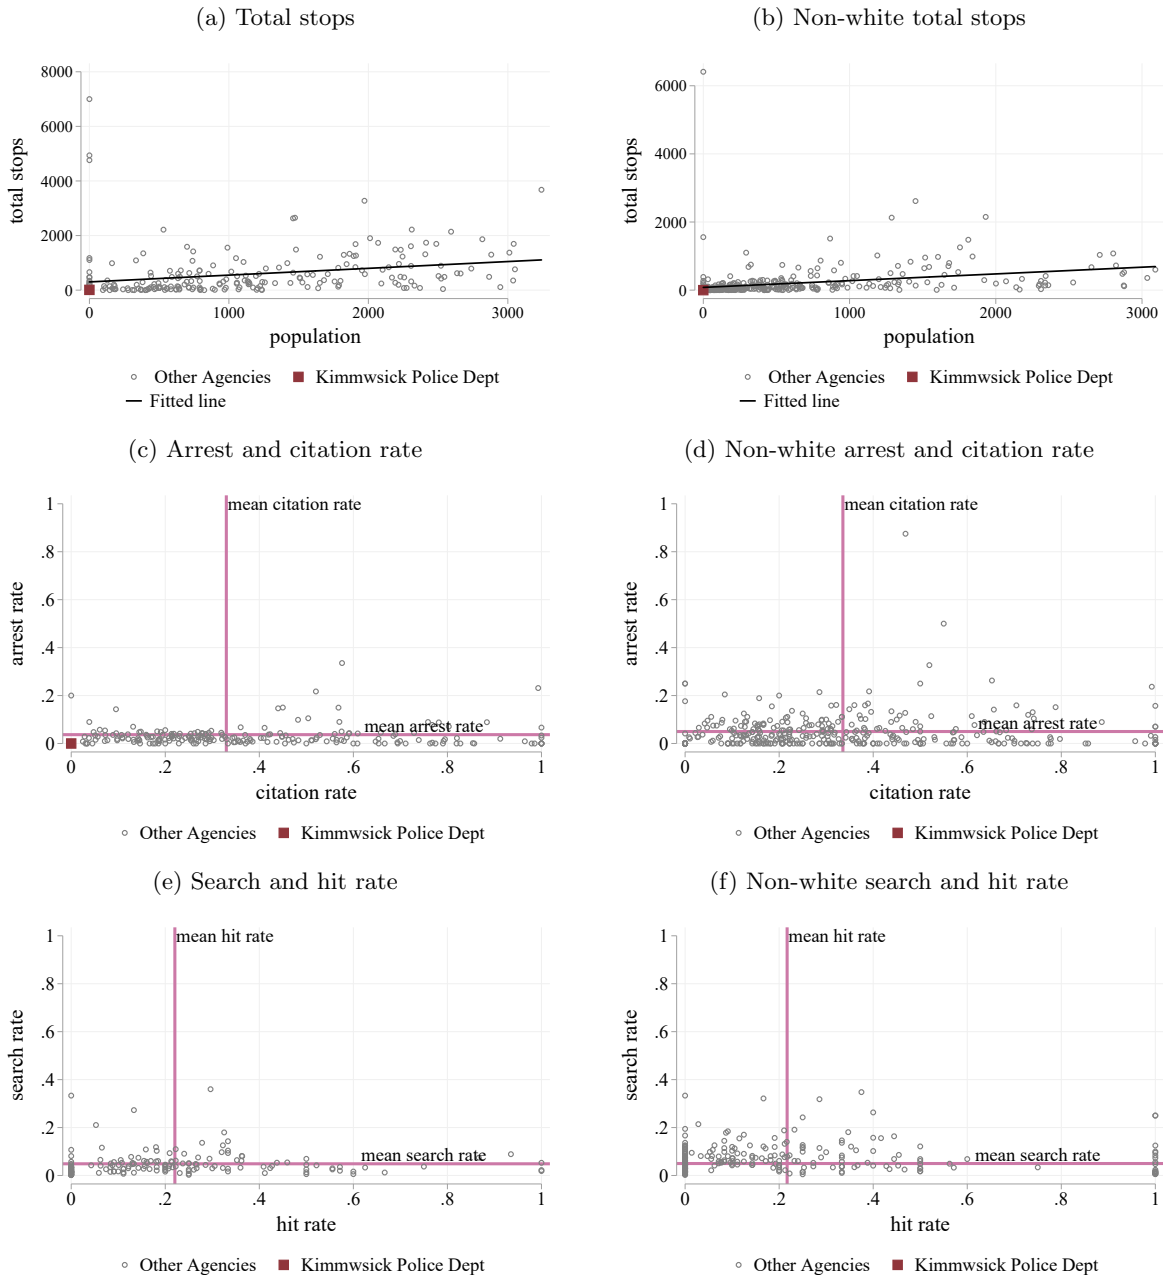 (a) Total stops
(b) Non-white total stops
8000
6000
4000
2000
0
total stops
0 1000 2000 3000
population
Other Agencies Kimmwsick Police Dept
Fitted line
6000
4000
2000
0
total stops
0 1000 2000 3000
population
Other Agencies Kimmwsick Police Dept
Fitted line
(c) Arrest and citation rate
(d) Non-white arrest and citation rate
1
.8
.6
.4
.2
0
arrest rate
mean citation rate
mean arrest rate
0 .2 .4 .6 .8 1
citation rate
Other Agencies Kimmwsick Police Dept
1
.8
.6
.4
.2
0
arrest rate
mean citation rate
mean arrest rate
0 .2 .4 .6 .8 1
citation rate
Other Agencies Kimmwsick Police Dept
(e) Search and hit rate
(f) Non-white search and hit rate
1
.8
.6
.4
.2
0
search rate
mean hit rate
mean search rate
0 .2 .4 .6 .8 1
hit rate
Other Agencies Kimmwsick Police Dept
1
.8
.6
.4
.2
0
search rate
mean hit rate
mean search rate
0 .2 .4 .6 .8 1
hit rate
Other Agencies Kimmwsick Police Dept